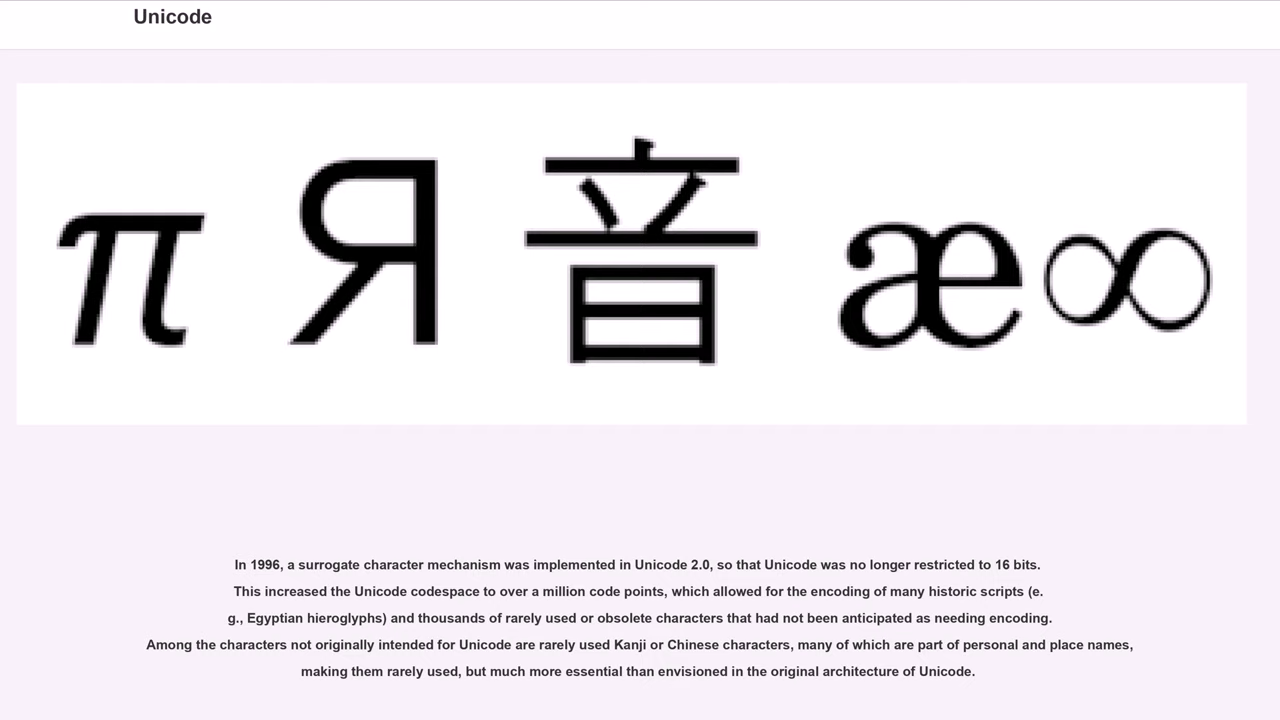 Unicode
π Я 音 æ ∞
In 1996, a surrogate character mechanism was implemented in Unicode 2.0, so that Unicode was no longer restricted to 16 bits.
This increased the Unicode codespace to over a million code points, which allowed for the encoding of many historic scripts (e.
g., Egyptian hieroglyphs) and thousands of rarely used or obsolete characters that had not been anticipated as needing encoding.
Among the characters not originally intended for Unicode are rarely used Kanji or Chinese characters, many of which are part of personal and place names,
making them rarely used, but much more essential than envisioned in the original architecture of Unicode.